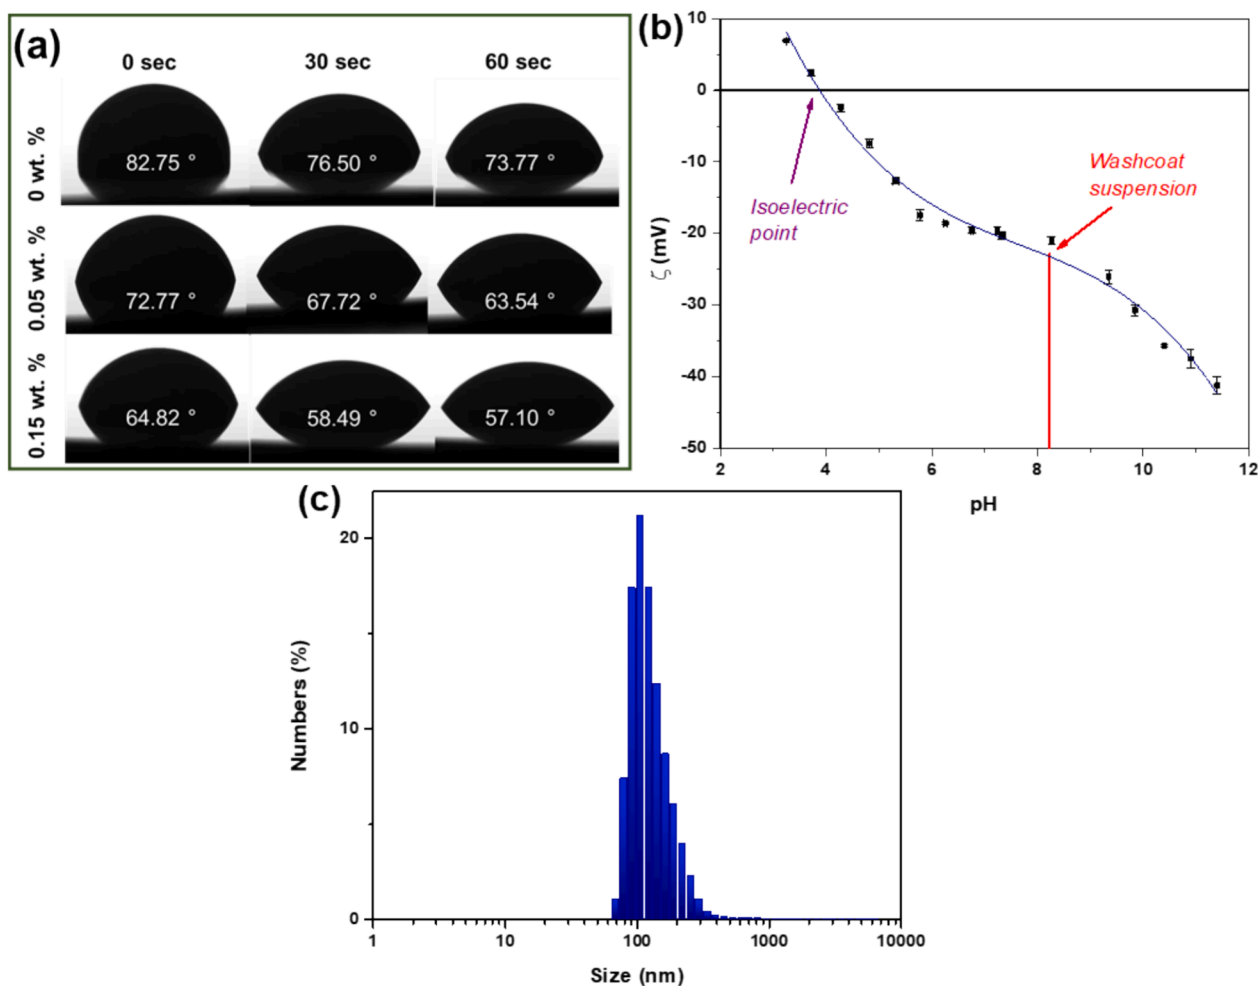 (a)
0 sec 30 sec 60 sec
0 wt. %
82.75 ° 76.50 ° 73.77 °
0.05 wt. %
72.77 ° 67.72 ° 63.54 °
0.15 wt. %
64.82 ° 58.49 ° 57.10 °
(b)
10
0
-10
-20
-30
-40
-50
ζ (mV)
Isoelectric
point
Washcoat
suspension
2 4 6 8 10 12
pH
(c)
20
10
0
Numbers (%)
1 10 100 1000 10000
Size (nm)